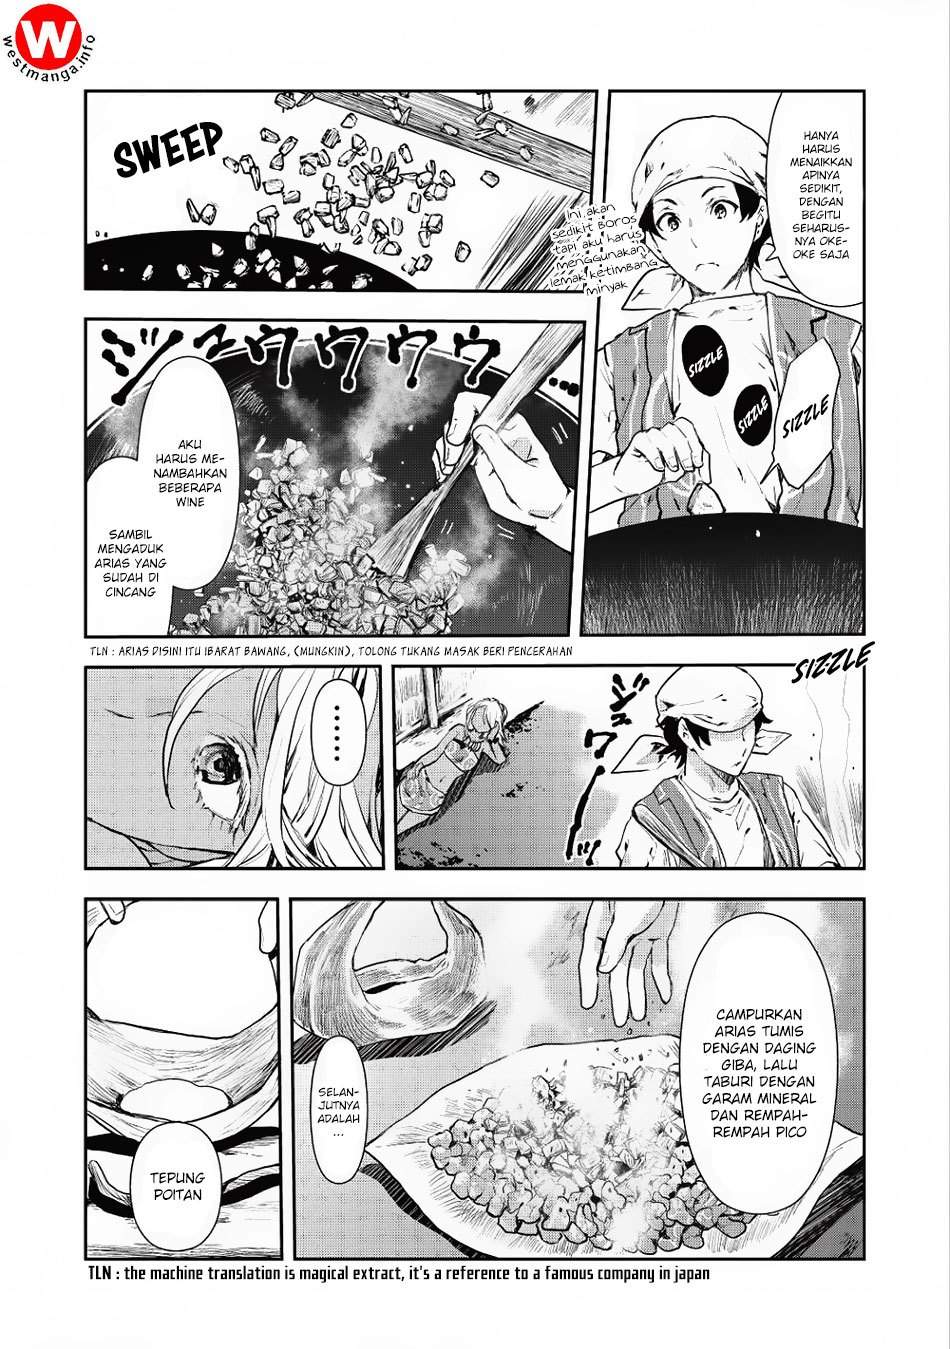 W
westmanga.info
SWEEP
HANYA
HARUS
MENAIKKAN
APINYA
SEDIKIT,
DENGAN
BEGITU
SEHARUS-
NYA OKE-
OKE SAJA
Ini akan
sedikit boros
tapi aku harus
menggunakan
lemak ketimbang
minyak
SIZZLE
SIZZLE
SIZZLE
ジュウウウウ
AKU
HARUS ME-
NAMBAHKAN
BEBERAPA
WINE
SAMBIL
MENGADUK
ARIAS YANG
SUDAH DI
CINCANG
TLN : ARIAS DISINI ITU IBARAT BAWANG, (MUNGKIN), TOLONG TUKANG MASAK BERI PENCERAHAN
SIZZLE
ジュワー
......
CAMPURKAN
ARIAS TUMIS
DENGAN DAGING
GIBA, LALU
TABURI DENGAN
GARAM MINERAL
DAN REMPAH-
REMPAH PICO
SELAN-
JUTNYA
ADALAH
...
TEPUNG
POITAN
TLN : the machine translation is magical extract, it's a reference to a famous company in japan